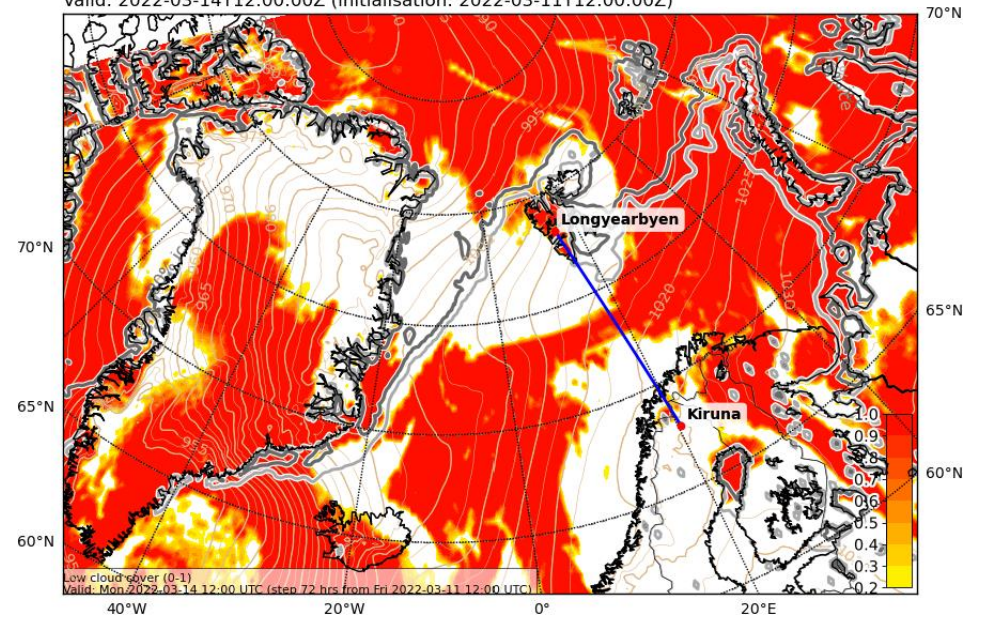 Valid: 2022-03-14T12:00:00Z (initialisation: 2022-03-11T12:00:00Z)
70°N
990
995
1025
970
Longyearbyen
70°N
965
1020
1030
65°N
65°N
Kiruna
1.0
0.9
0.8
0.7
0.6
0.5
0.4
0.3
0.2
60°N
60°N
Low cloud cover (0-1)
Valid: Mon 2022-03-14 12:00 UTC (step 72 hrs from Fri 2022-03-11 12:00 UTC)
40°W
20°W
0°
20°E